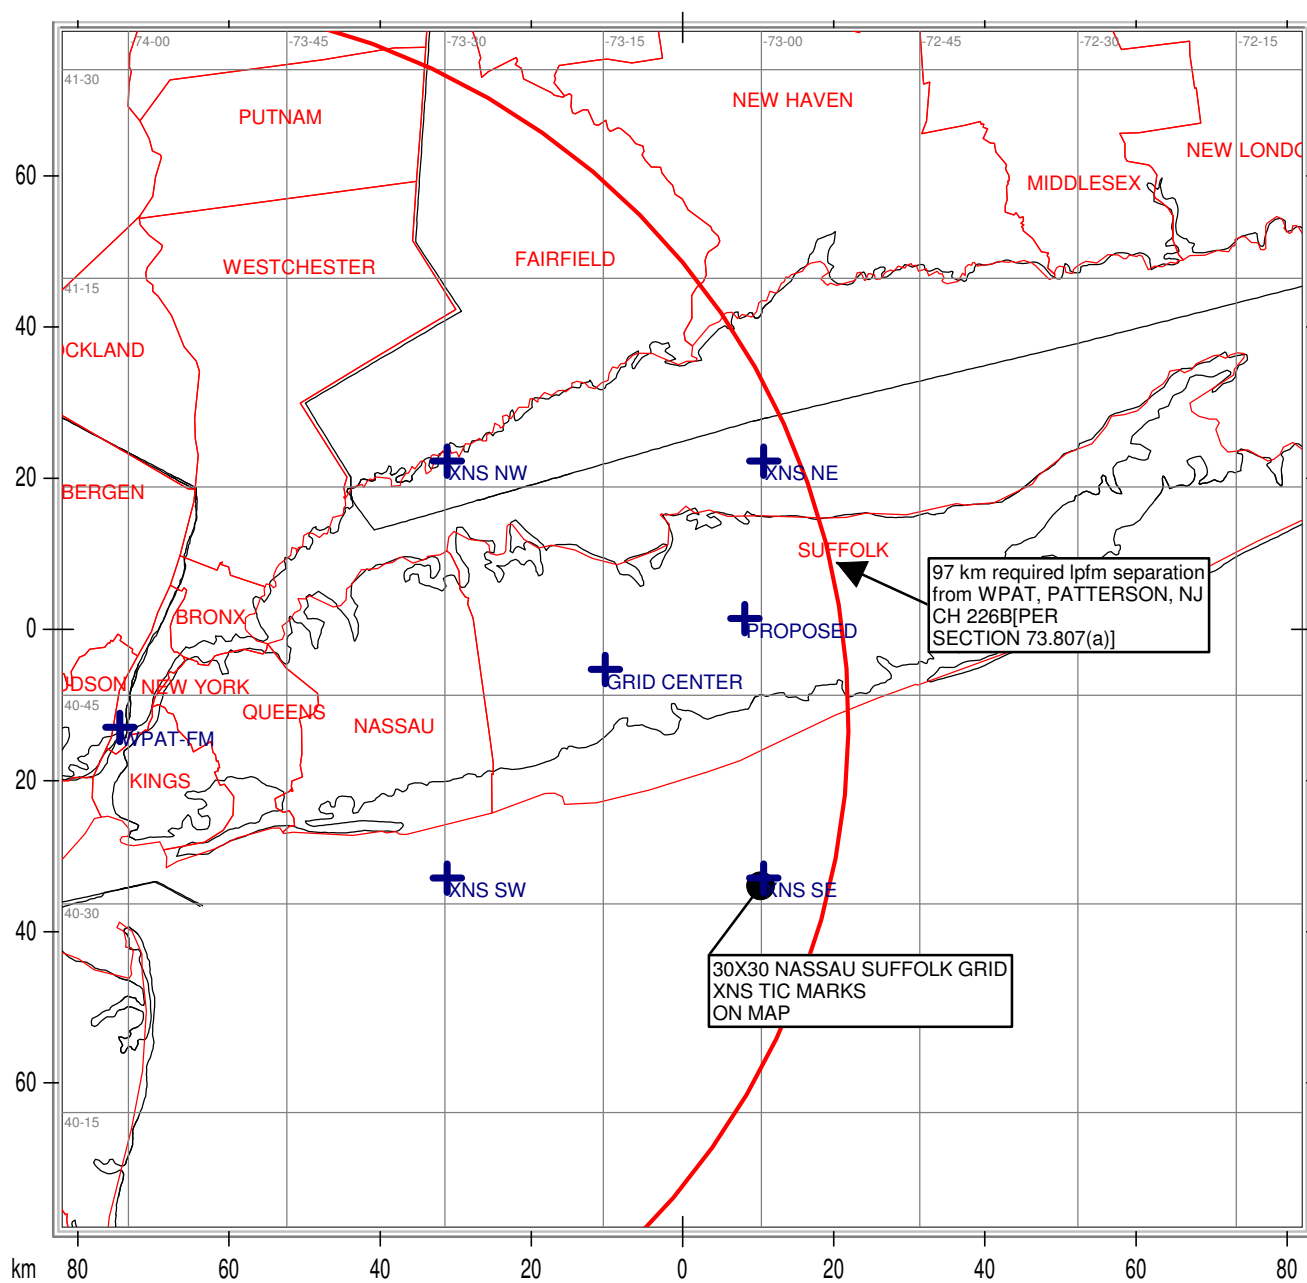 -74-00
-73-45
-73-30
-73-15
-73-00
-72-45
-72-30
-72-15
41-30
NEW HAVEN
PUTNAM
NEW LONDO
60
MIDDLESEX
WESTCHESTER
FAIRFIELD
41-15
40
OCKLAND
XNS NW
XNS NE
20
BERGEN
SUFFOLK
97 km required lpfm separation
from WPAT, PATTERSON, NJ
CH 226B[PER
SECTION 73.807(a)]
BRONX
0
PROPOSED
UDSON
NEW YORK
GRID CENTER
40-45
QUEENS
NASSAU
WPAT-FM
KINGS
20
XNS SW
XNS SE
40-30
40
30X30 NASSAU SUFFOLK GRID
XNS TIC MARKS
ON MAP
60
40-15
km
80
60
40
20
0
20
40
60
80